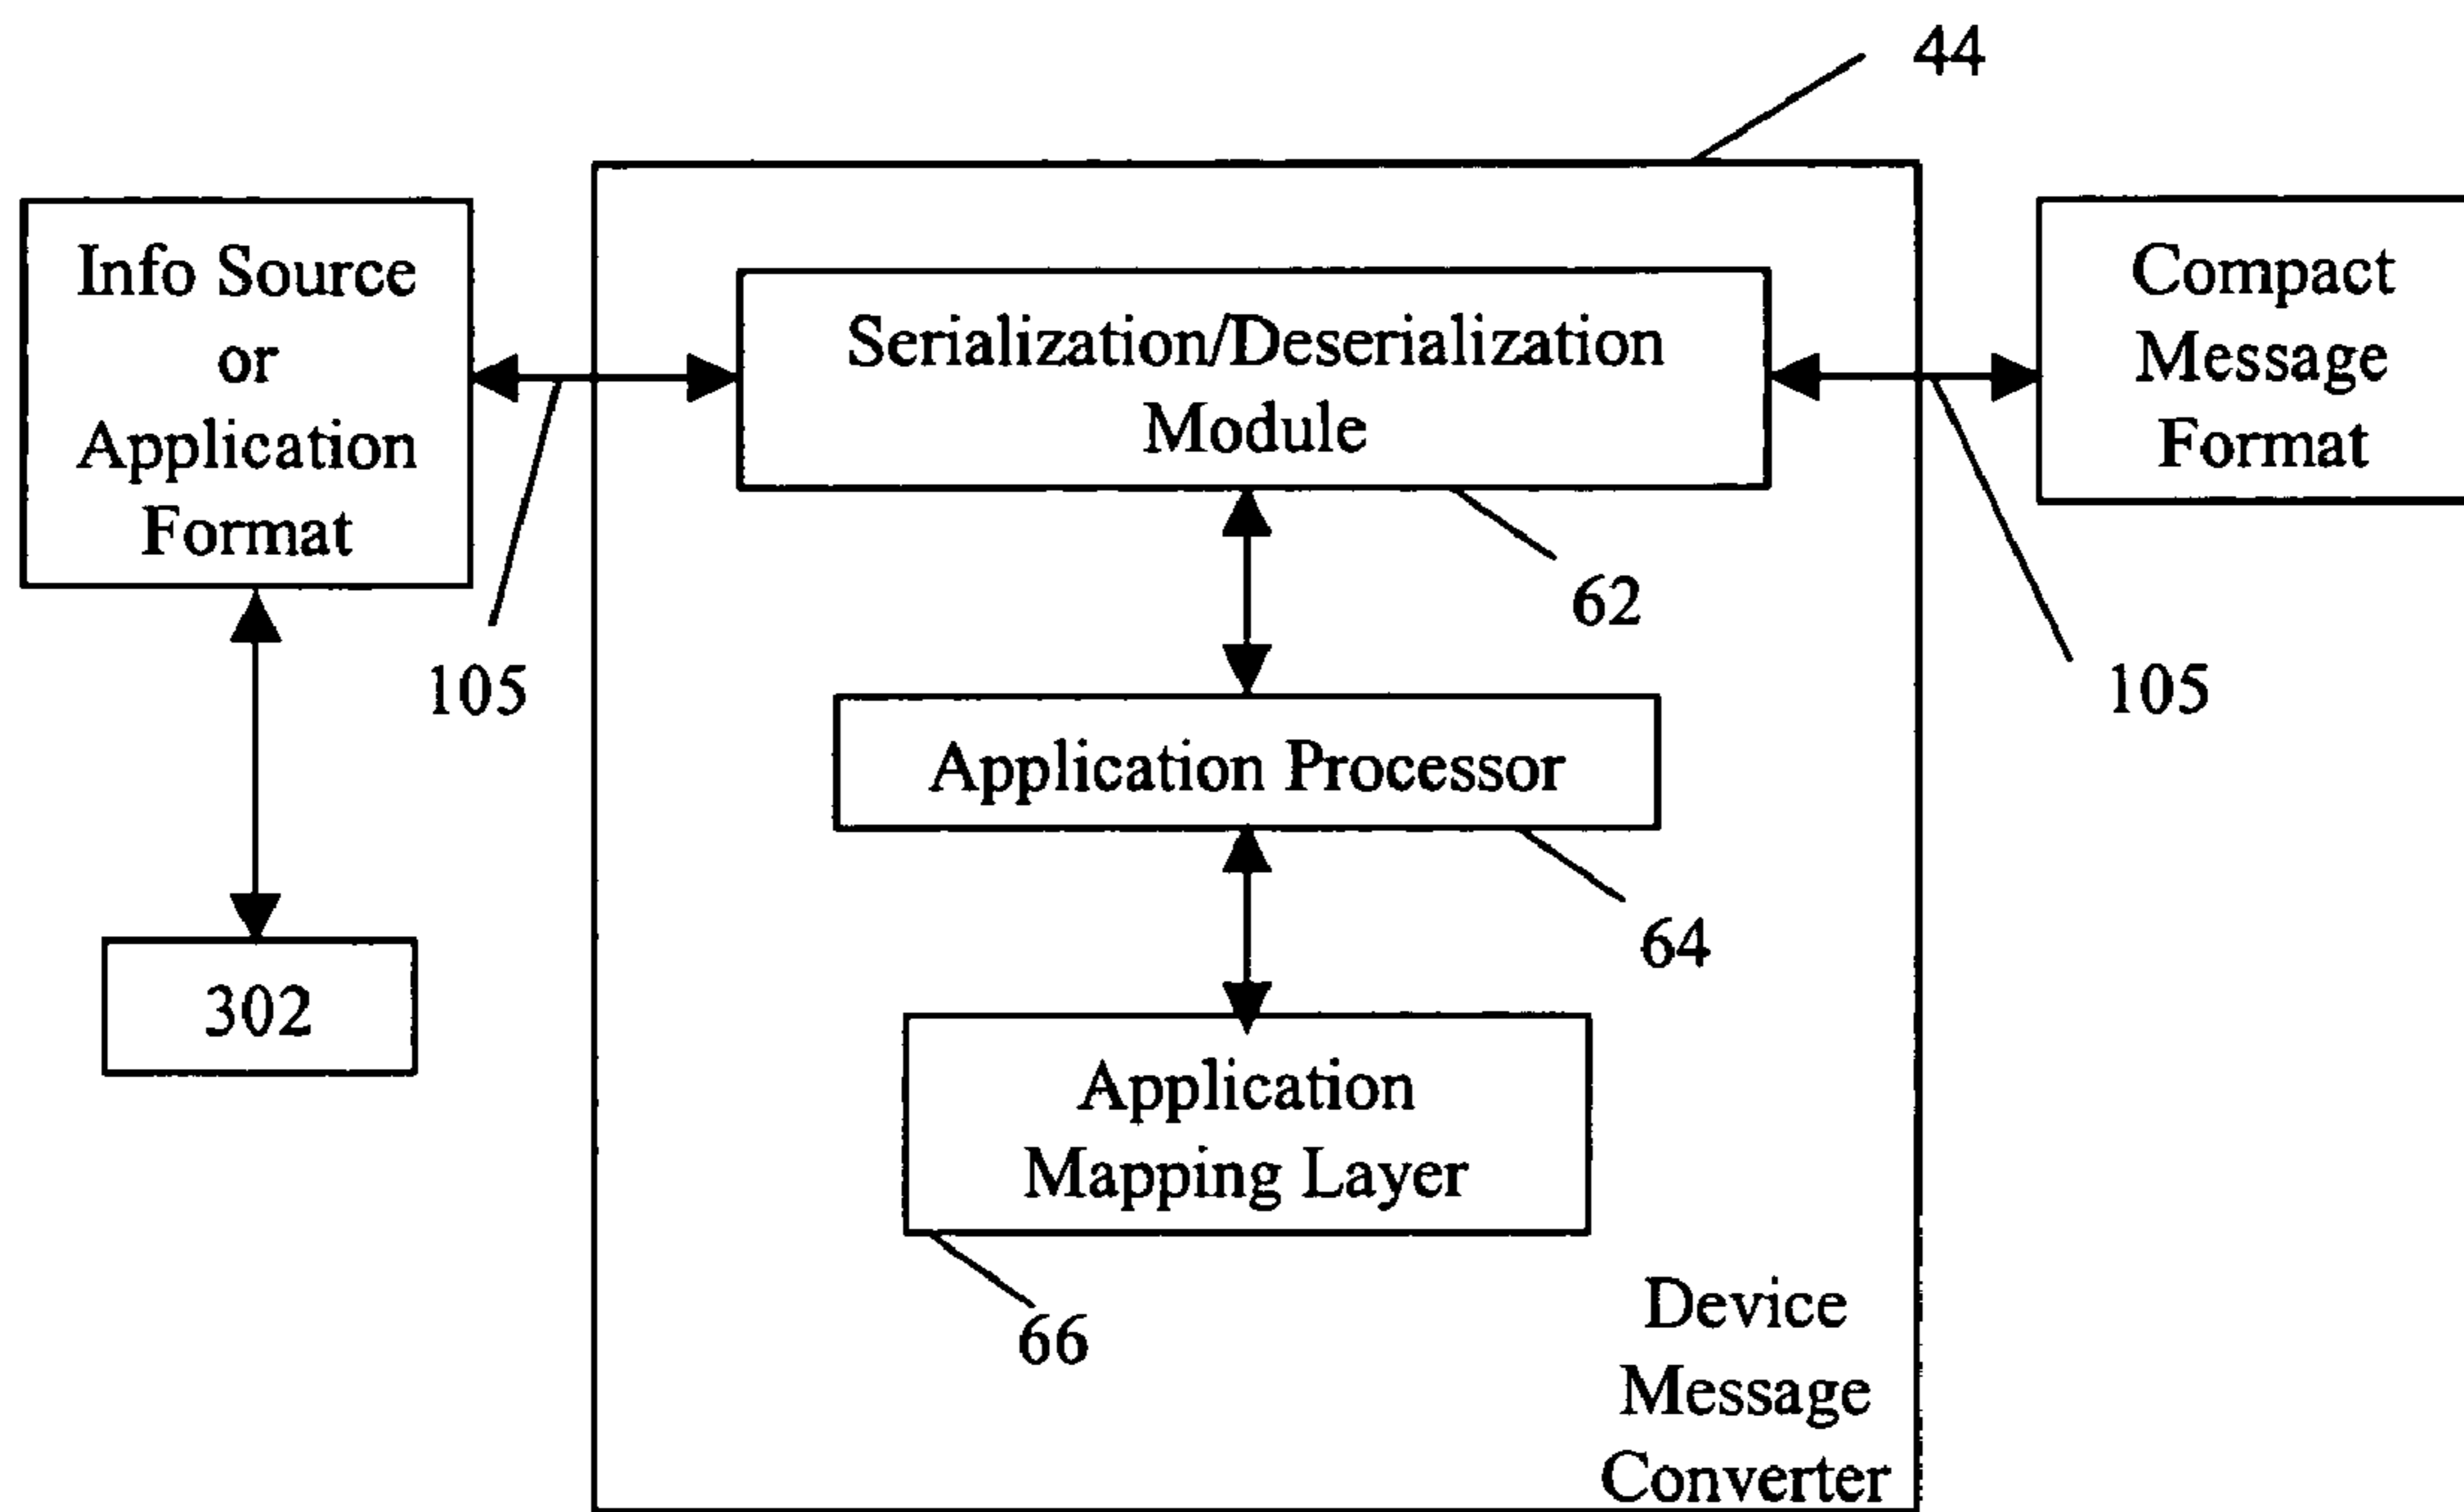 44
Info Source
or
Application
Format
Serialization/Deserialization
Module
Compact
Message
Format
62
105
105
Application Processor
64
302
Application
Mapping Layer
66
Device
Message
Converter